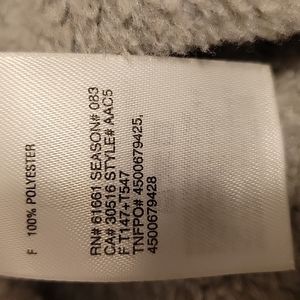 F 100% POLYESTER
RN# 61661 SEASON# 083
CA# 30516 STYLE# AAC5
F.T147+T547
TNFPO# 4500679425,
4500679428